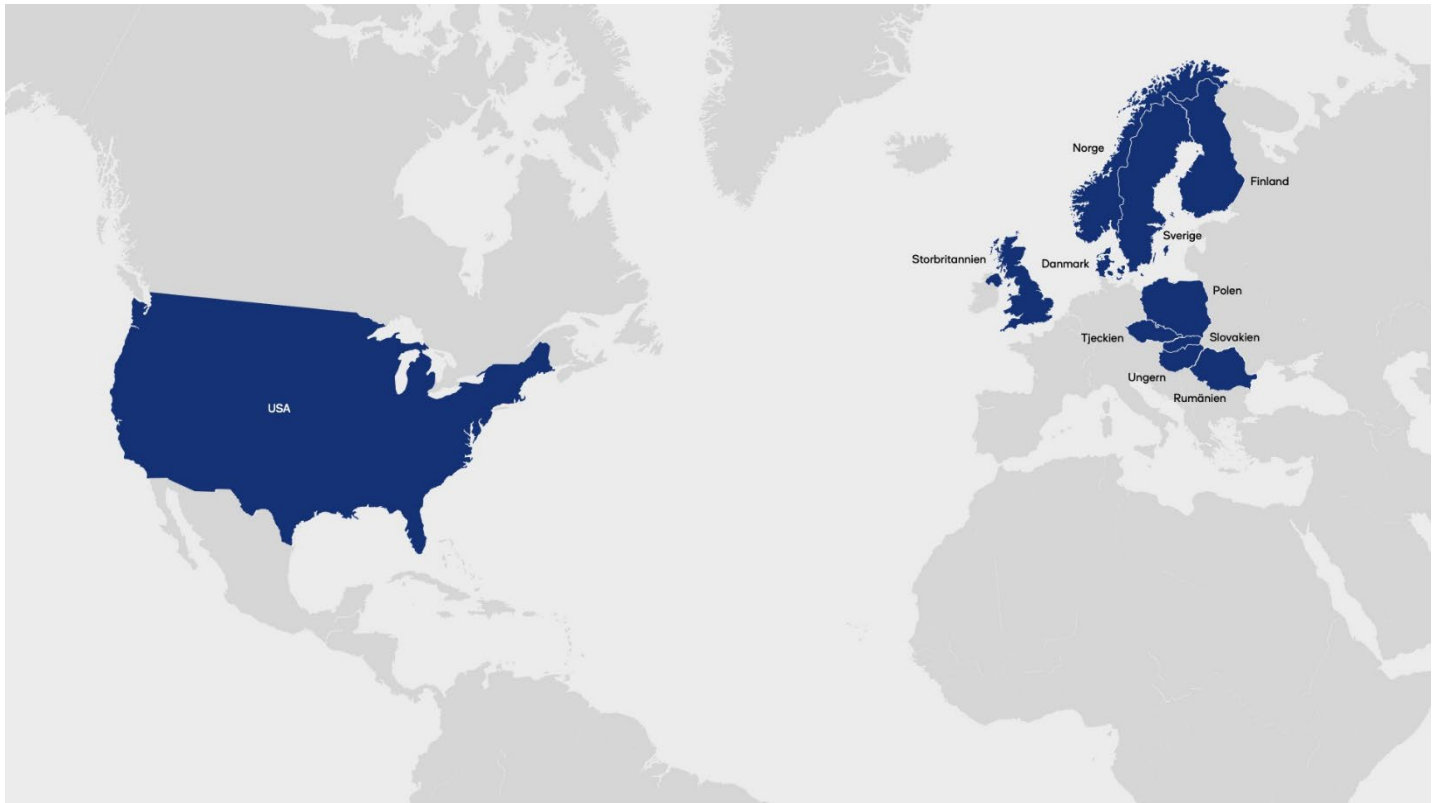 Norge
Finland
Sverige
Storbritannien
Danmark
Polen
Tjeckien
Slovakien
Ungern
Rumänien
USA